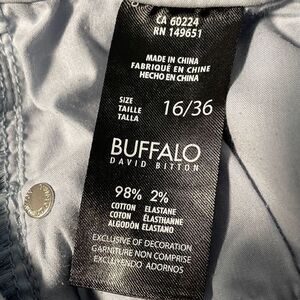 CA 60224
RN 149651
MADE IN CHINA
FABRIQUÉ EN CHINE
HECHO EN CHINA
SIZE
TAILLE
TALLA
16/36
BUFFALO
DAVID BITTON
98% 2%
COTTON ELASTANE
COTON ÉLASTHANNE
ALGODÓN ELASTANO
EXCLUSIVE OF DECORATION
GARNITURE NON COMPRISE
EXCLUYENDO ADORNOS